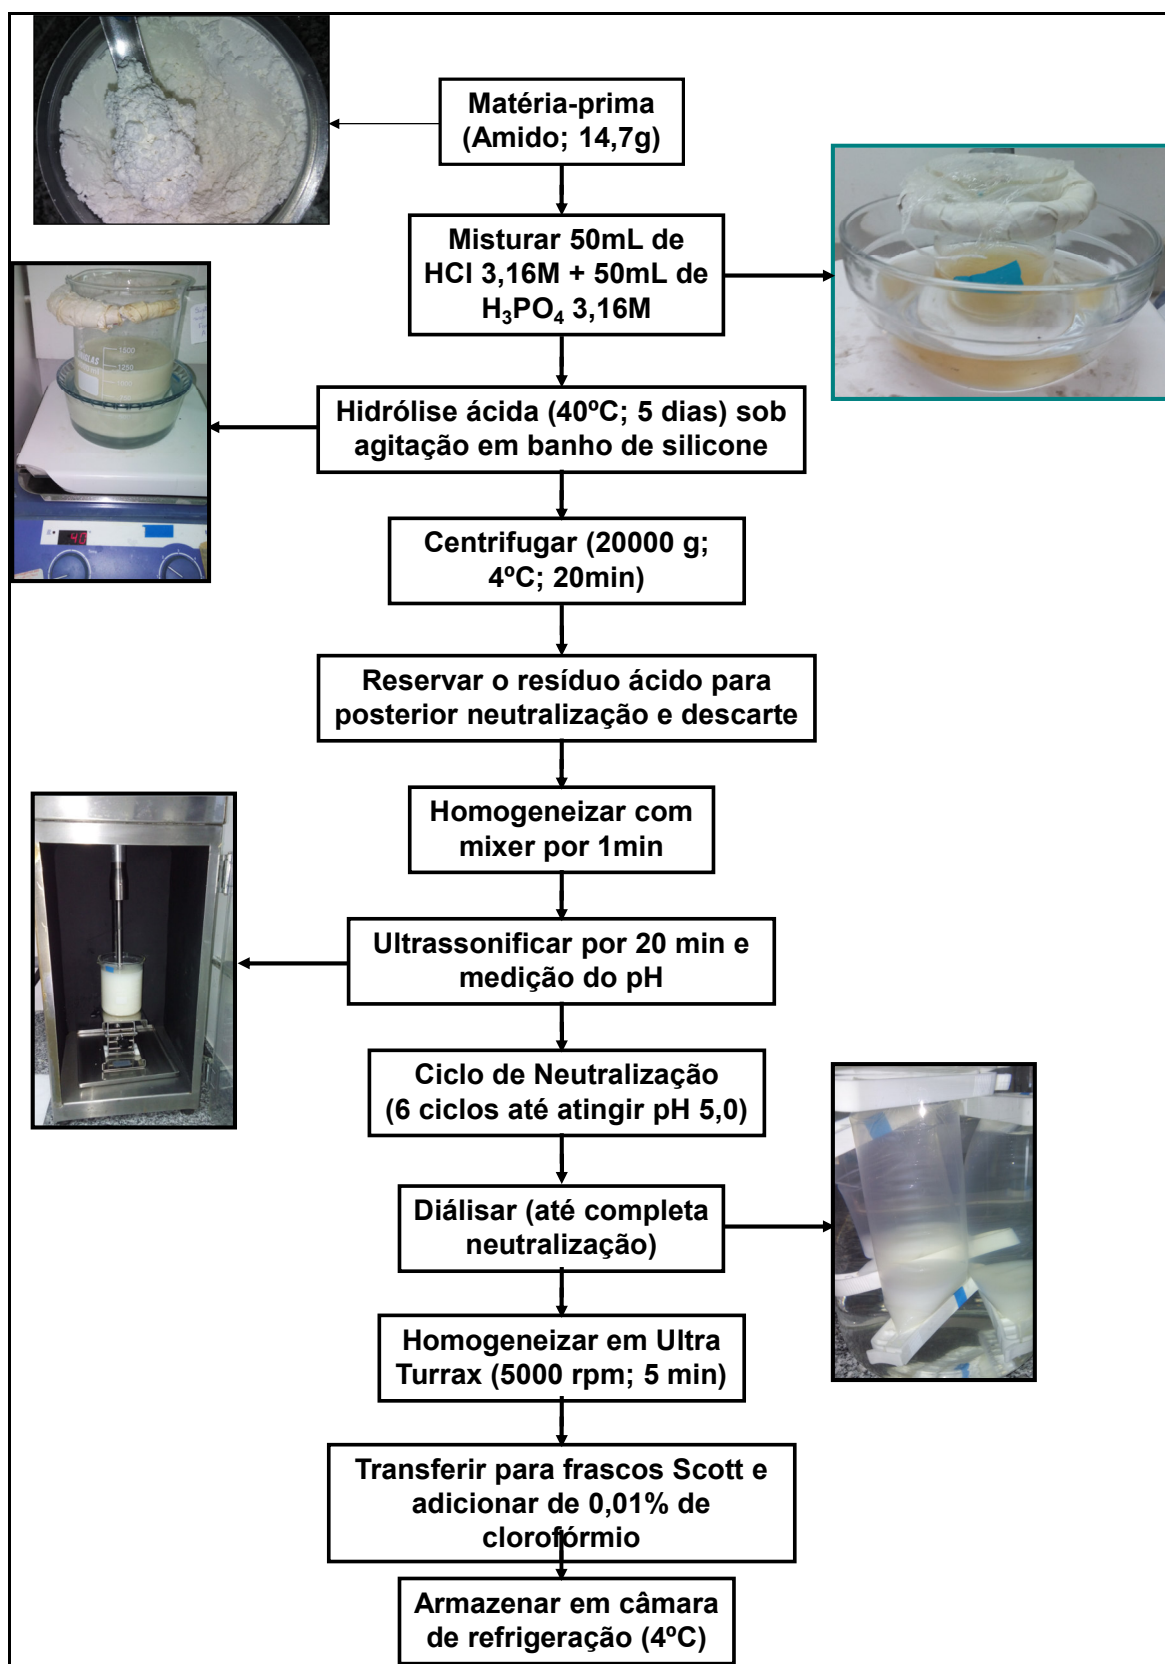 Matéria-prima
(Amido; 14,7g)
Misturar 50mL de
HCl 3,16M + 50mL de
H₃PO₄ 3,16M
1500
1250
Hidrólise ácida (40ºC; 5 dias) sob
agitação em banho de silicone
40
Centrifugar (20000 g;
4ºC; 20min)
Reservar o resíduo ácido para
posterior neutralização e descarte
Homogeneizar com
mixer por 1min
Ultrassonificar por 20 min e
medição do pH
Ciclo de Neutralização
(6 ciclos até atingir pH 5,0)
Diálisar (até completa
neutralização)
Homogeneizar em Ultra
Turrax (5000 rpm; 5 min)
Transferir para frascos Scott e
adicionar de 0,01% de
clorofórmio
Armazenar em câmara
de refrigeração (4ºC)